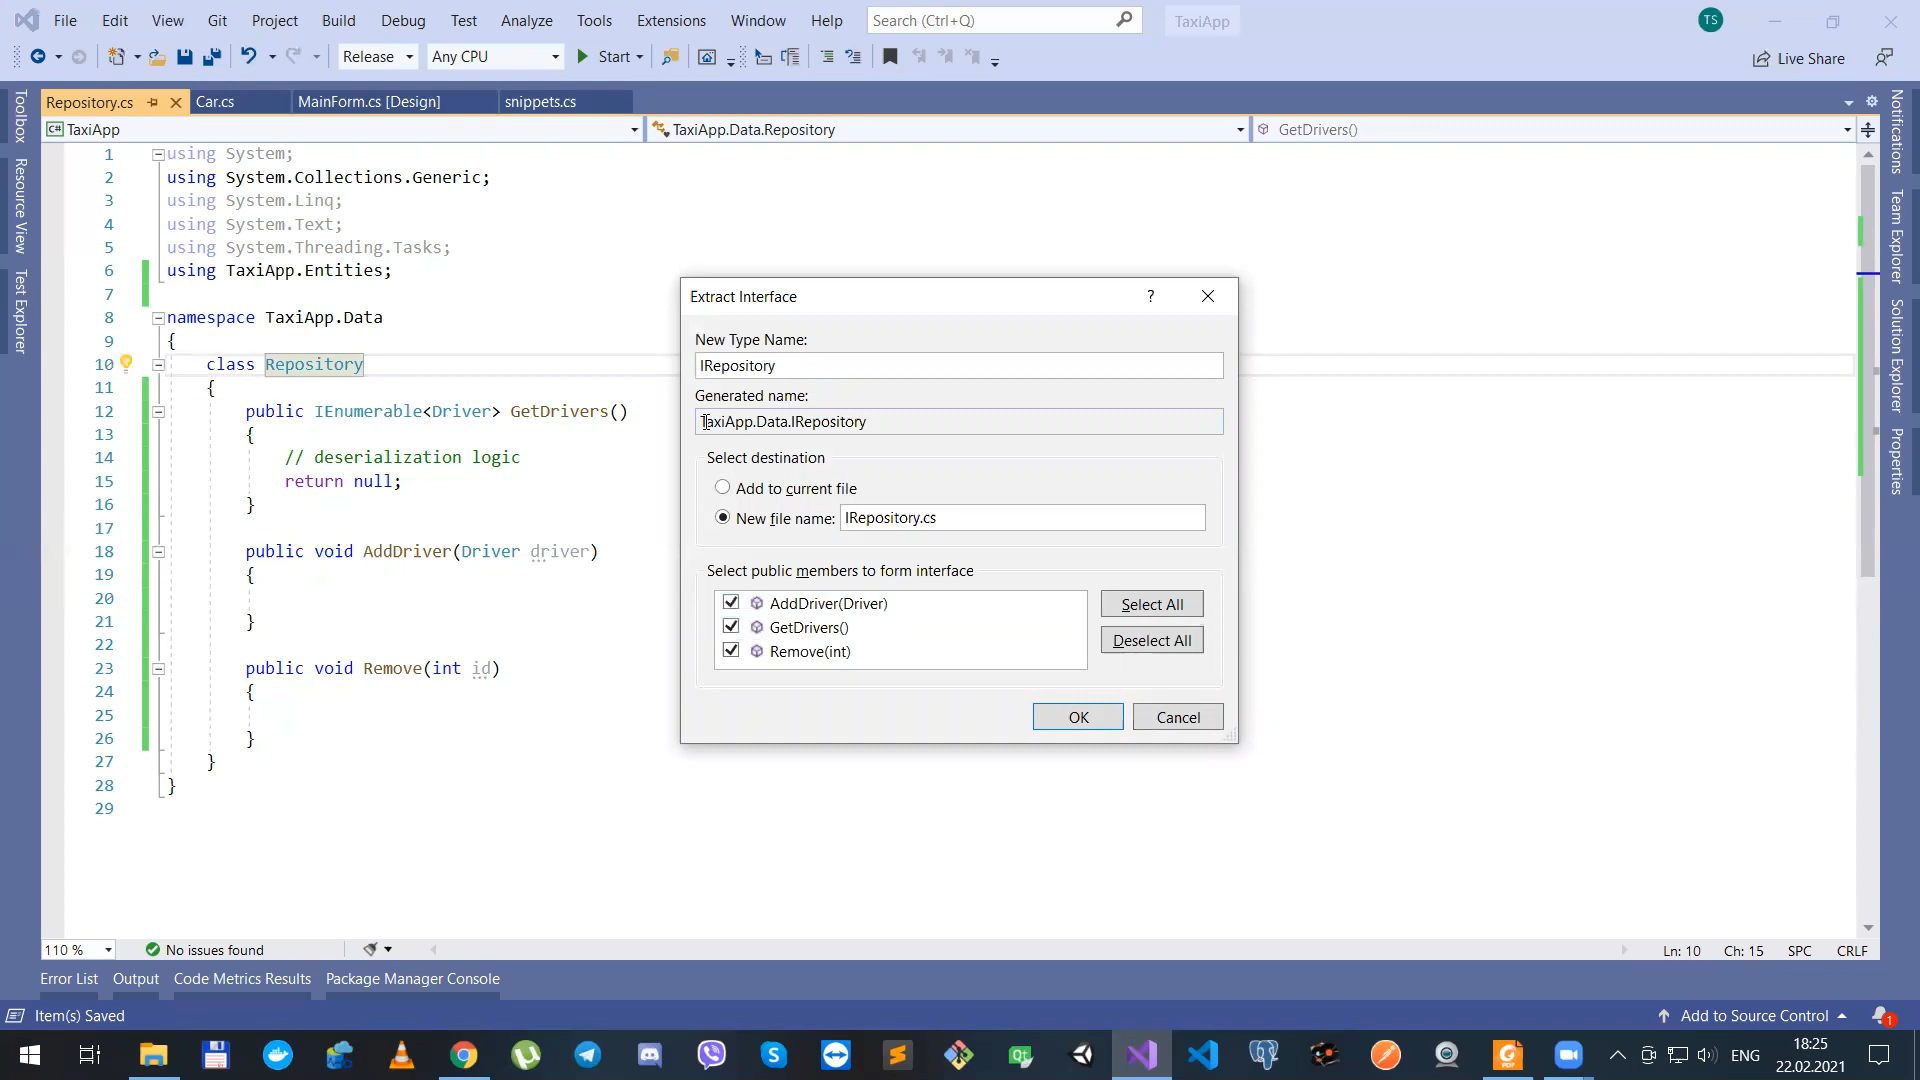 File Edit View Git Project Build Debug Test Analyze Tools Extensions Window Help Search (Ctrl+Q) TaxiApp TS
Release Any CPU Start Live Share
Repository.cs Car.cs MainForm.cs [Design] snippets.cs
TaxiApp TaxiApp.Data.Repository GetDrivers()
Toolbox
Resource View
Test Explorer
Notifications
Team Explorer
Solution Explorer
Properties
1 using System;
2 using System.Collections.Generic;
3 using System.Linq;
4 using System.Text;
5 using System.Threading.Tasks;
6 using TaxiApp.Entities;
7
8 namespace TaxiApp.Data
9 {
10 class Repository
11 {
12 public IEnumerable<Driver> GetDrivers()
13 {
14 // deserialization logic
15 return null;
16 }
17
18 public void AddDriver(Driver driver)
19 {
20
21 }
22
23 public void Remove(int id)
24 {
25
26 }
27 }
28 }
29
Extract Interface ?
New Type Name:
IRepository
Generated name:
TaxiApp.Data.IRepository
Select destination
Add to current file
New file name: IRepository.cs
Select public members to form interface
AddDriver(Driver)
GetDrivers()
Remove(int)
Select All
Deselect All
OK Cancel
110 % No issues found Ln: 10 Ch: 15 SPC CRLF
Error List Output Code Metrics Results Package Manager Console
Item(s) Saved Add to Source Control 1
ENG 18:25
22.02.2021